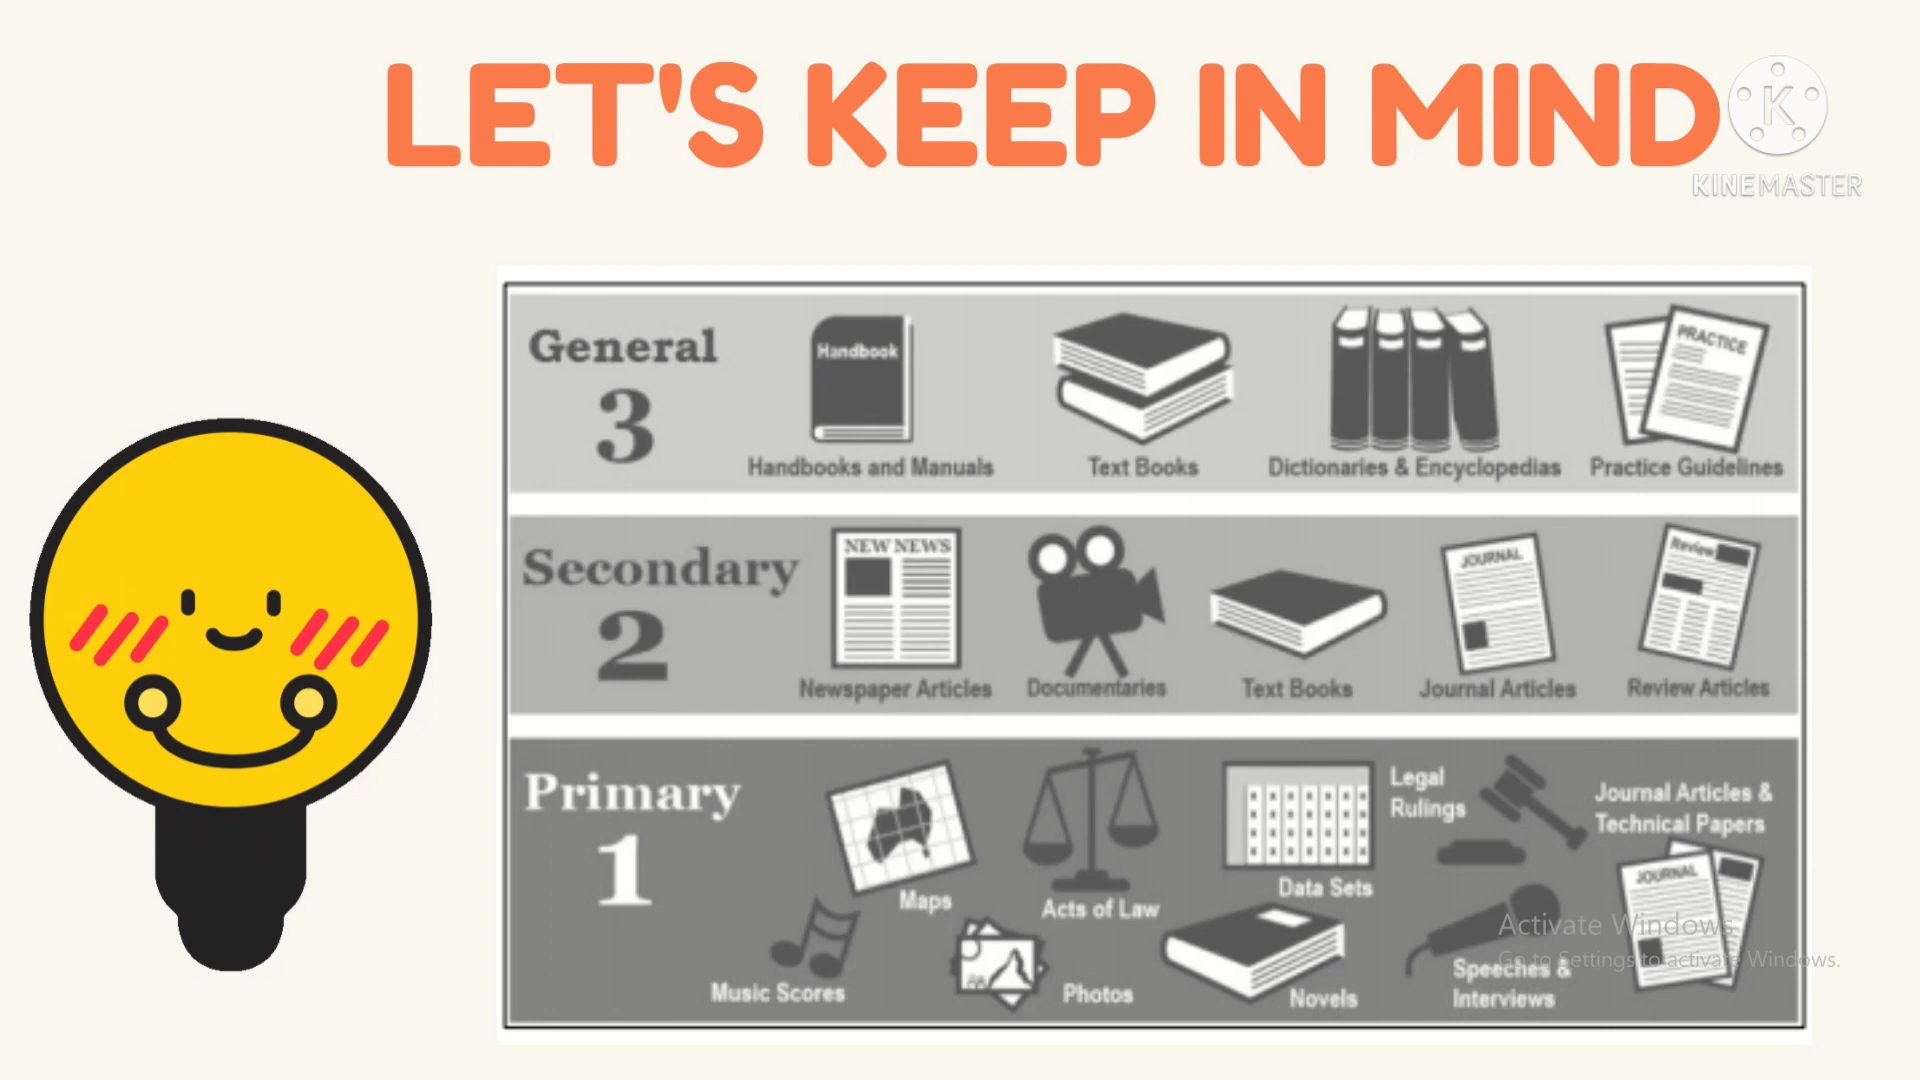 LET'S KEEP IN MIND
K
KINEMASTER
General
3
Handbook
PRACTICE
Handbooks and Manuals
Text Books
Dictionaries & Encyclopedias
Practice Guidelines
Secondary
2
NEW NEWS
JOURNAL
Review
Newspaper Articles
Documentaries
Text Books
Journal Articles
Review Articles
Primary
1
Maps
Acts of Law
Data Sets
Legal
Rulings
Journal Articles &
Technical Papers
JOURNAL
Music Scores
Photos
Novels
Speeches &
Interviews
Activate Windows
Go to Settings to activate Windows.